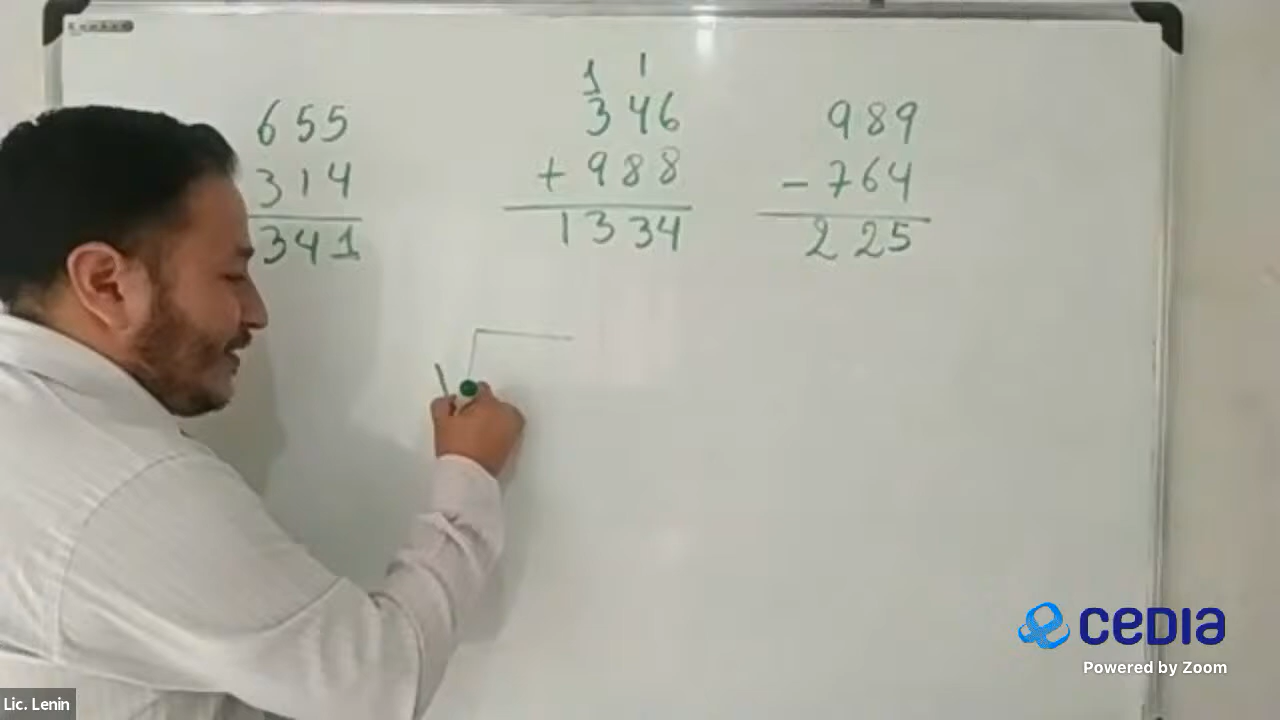 1 1
655 346 989
314 + 988 - 764
341 1334 225
CEDIA
Powered by Zoom
Lic. Lenin